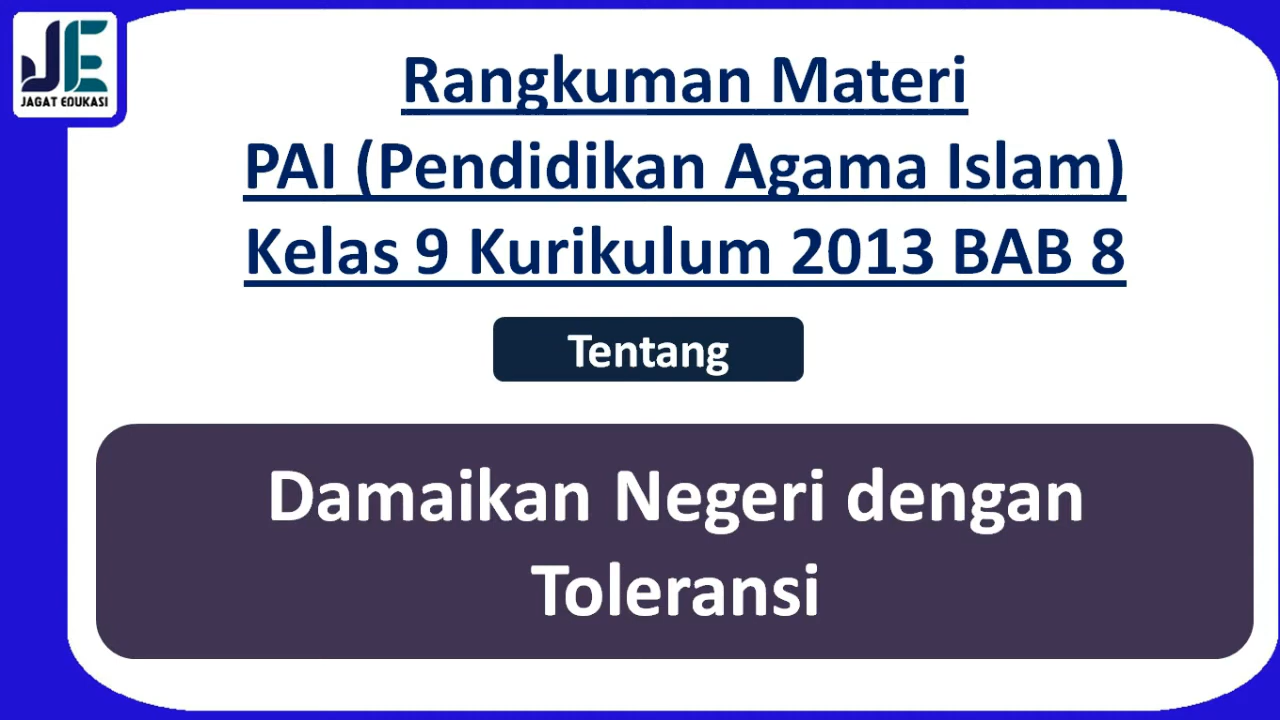 JE
JAGAT EDUKASI
Rangkuman Materi
PAI (Pendidikan Agama Islam)
Kelas 9 Kurikulum 2013 BAB 8
Tentang
Damaikan Negeri dengan
Toleransi